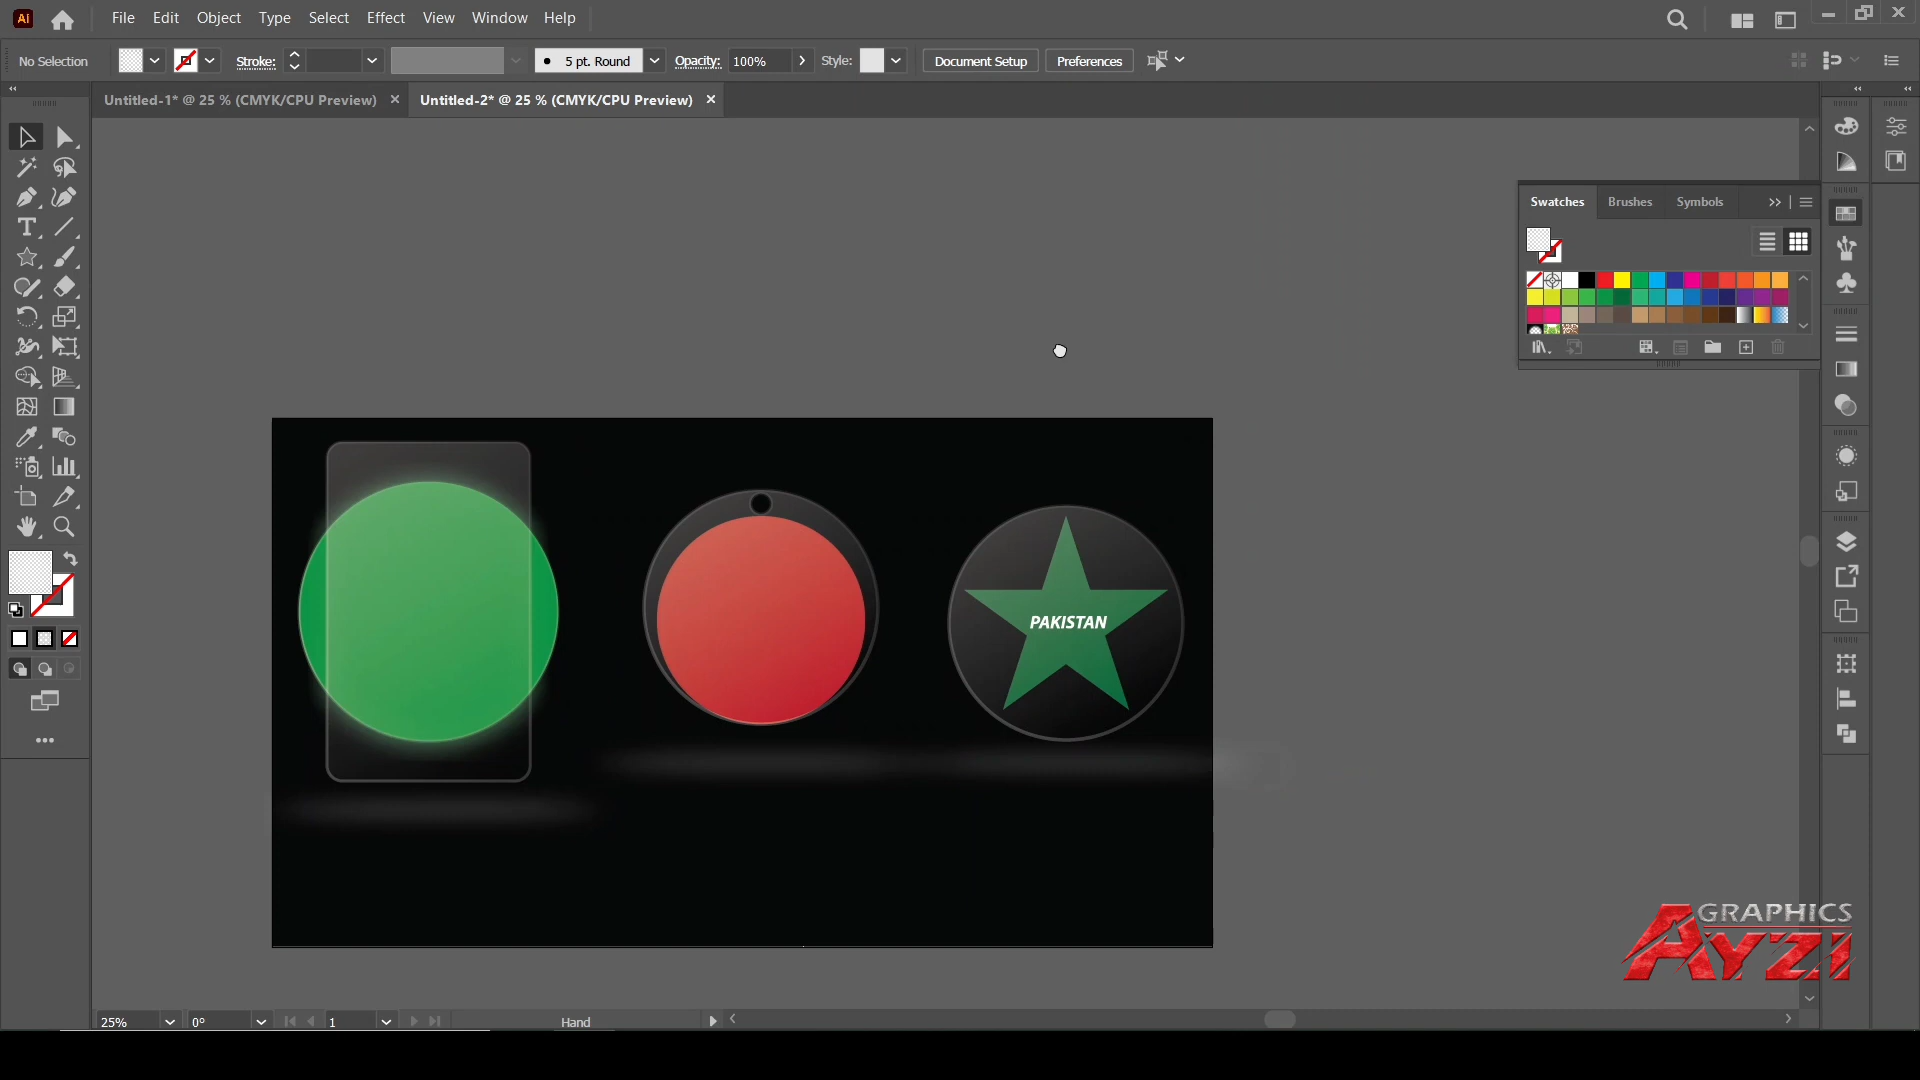 Ai File Edit Object Type Select Effect View Window Help
No Selection Stroke: 5 pt. Round Opacity: 100% Style: Document Setup Preferences
Untitled-1* @ 25 % (CMYK/CPU Preview) Untitled-2* @ 25 % (CMYK/CPU Preview)
Swatches Brushes Symbols
PAKISTAN
GRAPHICS
AYZI
25% 0° 1 Hand